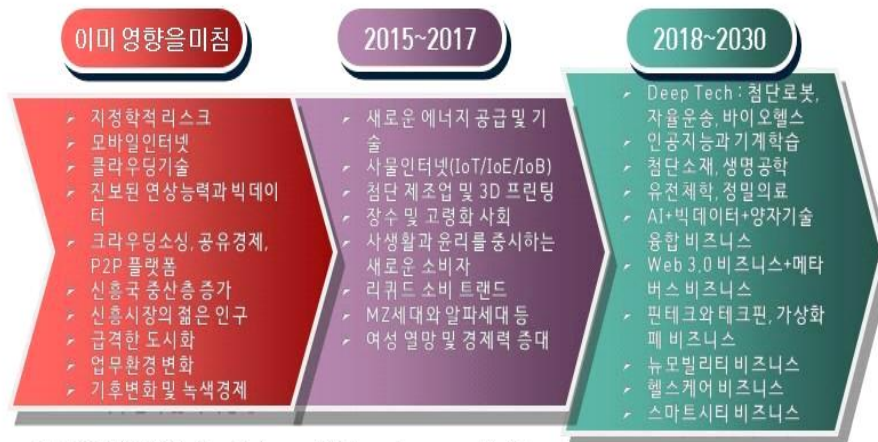 이미 영향을미침
지정학적 리스크
모바일인터넷
클라우딩기술
진보된 연상능력과 빅데이
터
크라우딩소싱, 공유경제,
P2P 플랫폼
신흥국 중산층 증가
신흥시장의 젊은 인구
급격한 도시화
업무환경 변화
기후변화 및 녹색경제
2015~2017
새로운 에너지 공급 및 기
술
사물인터넷(IoT/IoE/IoB)
첨단 제조업 및 3D 프린팅
장수 및 고령화 사회
사생활과 윤리를 중시하는
새로운 소비자
리퀴드 소비 트랜드
MZ세대와 알파세대 등
여성 열망 및 경제력 증대
2018~2030
Deep Tech : 첨단로봇,
자율운송, 바이오헬스
인공지능과 기계학습
첨단소재, 생명공학
유전체학, 정밀의료
AI+빅데이터+양자기술
융합 비즈니스
Web 3.0 비즈니스+메타
버스 비즈니스
핀테크와 테크핀, 가상화
폐 비즈니스
뉴모빌리티 비즈니스
헬스케어 비즈니스
스마트시티 비즈니스